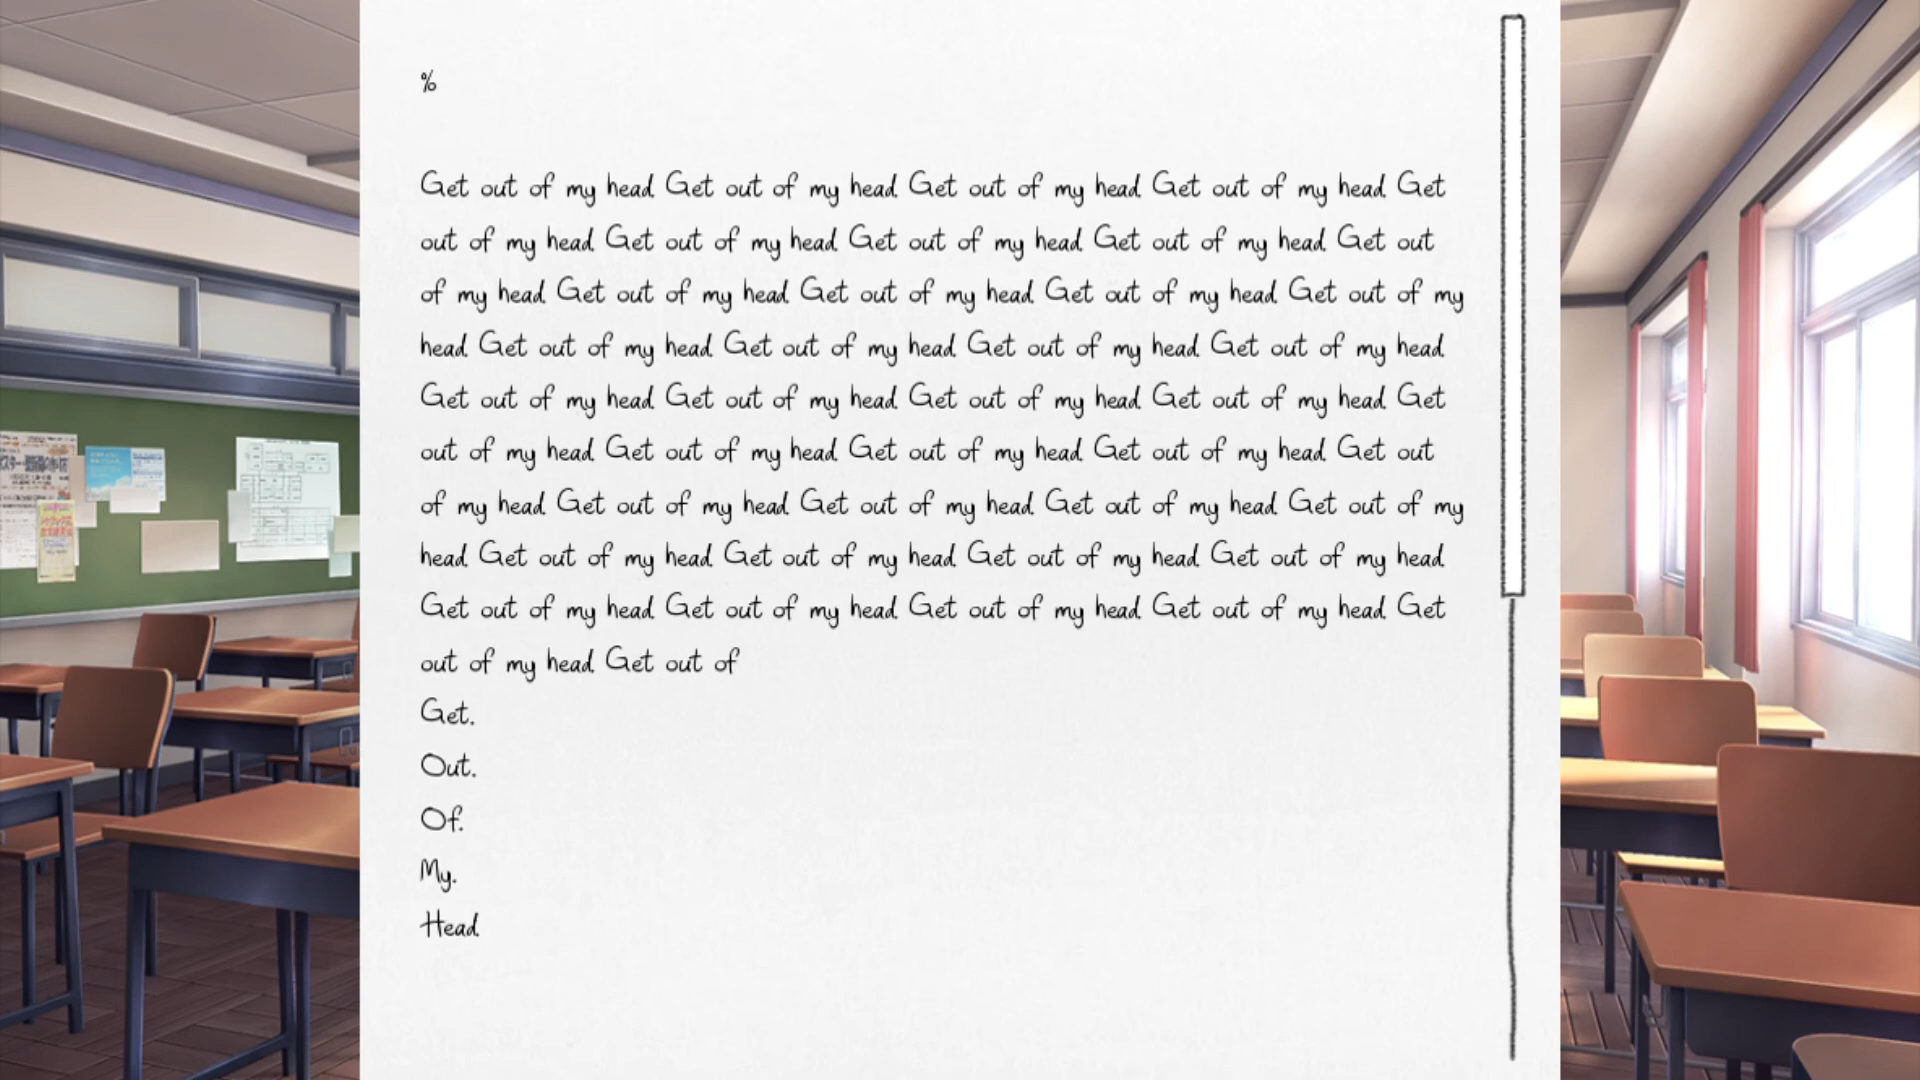 %
Get out of my head. Get out of my head. Get out of my head. Get out of my head. Get
out of my head. Get out of my head. Get out of my head. Get out of my head. Get out
of my head. Get out of my head. Get out of my head. Get out of my head. Get out of my
head. Get out of my head. Get out of my head. Get out of my head. Get out of my head.
Get out of my head. Get out of my head. Get out of my head. Get out of my head. Get
out of my head. Get out of my head. Get out of my head. Get out of my head. Get out
of my head. Get out of my head. Get out of my head. Get out of my head. Get out of my
head. Get out of my head. Get out of my head. Get out of my head. Get out of my head.
Get out of my head. Get out of my head. Get out of my head. Get out of my head. Get
out of my head. Get out of
Get.
Out.
Of.
My.
Head.